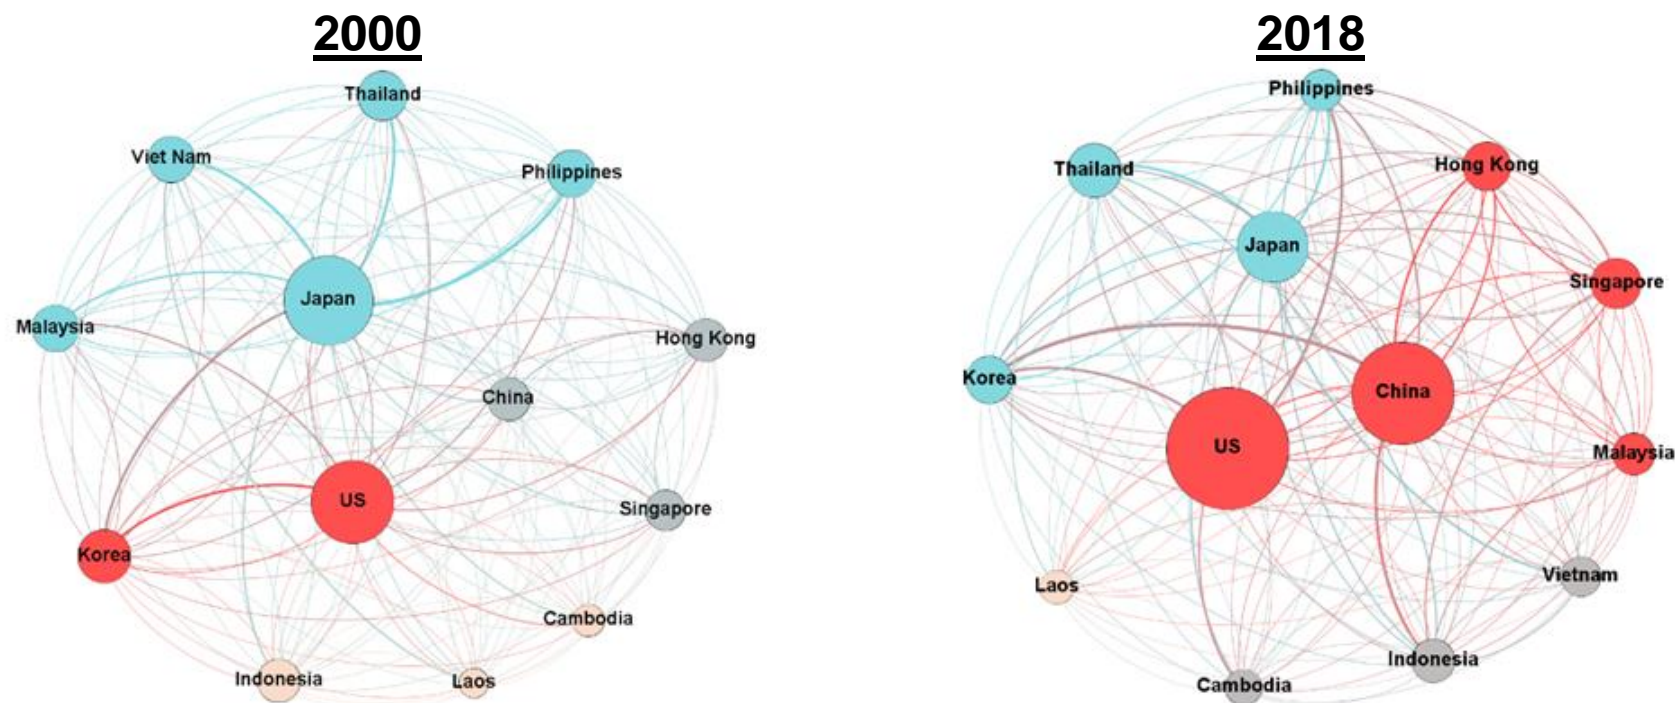 2000
Thailand
Viet Nam
Philippines
Japan
Malaysia
Hong Kong
China
US
Singapore
Korea
Cambodia
Indonesia
Laos
2018
Philippines
Hong Kong
Thailand
Japan
Singapore
Korea
China
US
Malaysia
Vietnam
Laos
Indonesia
Cambodia